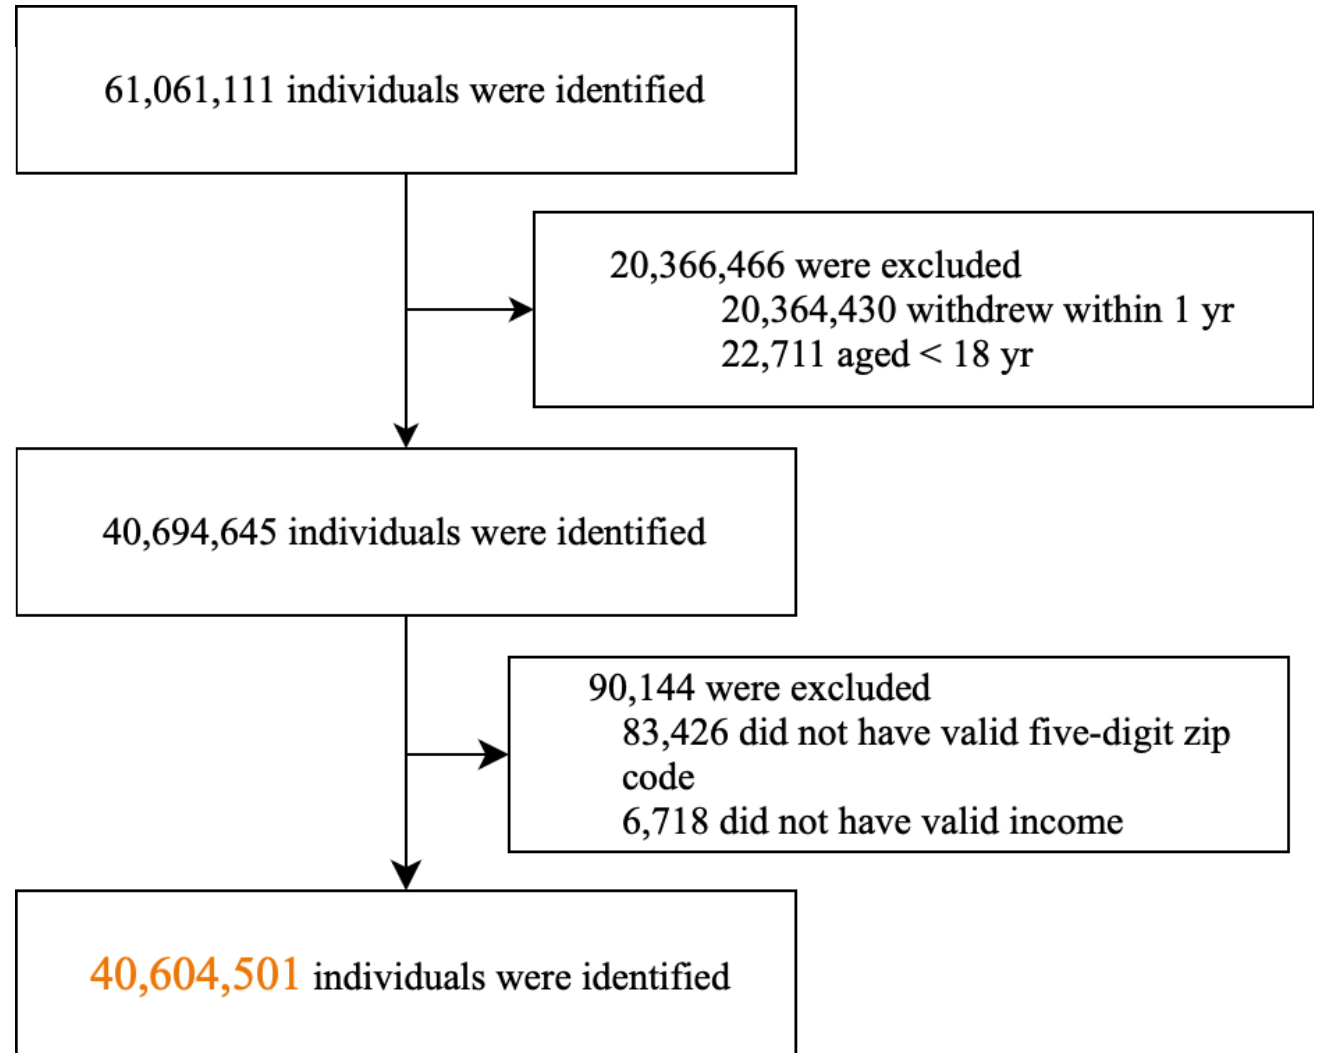 61,061,111 individuals were identified
20,366,466 were excluded
20,364,430 withdrew within 1 yr
22,711 aged < 18 yr
40,694,645 individuals were identified
90,144 were excluded
83,426 did not have valid five-digit zip
code
6,718 did not have valid income
40,604,501 individuals were identified